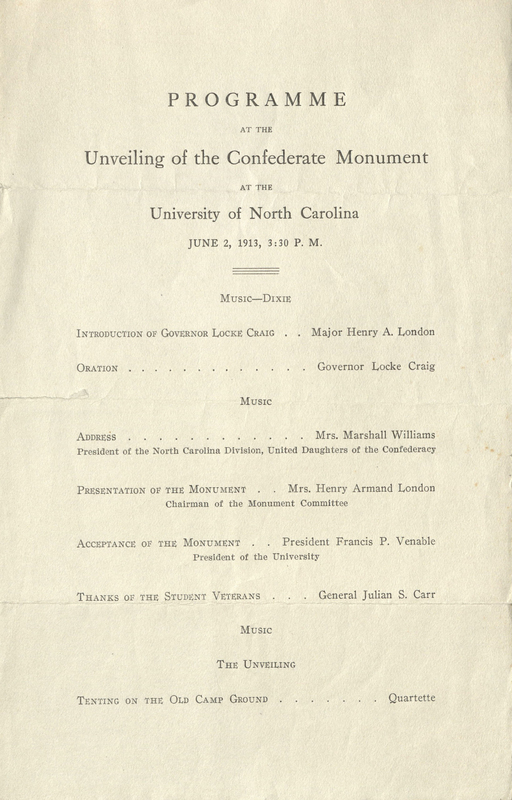 PROGRAMME
AT THE
Unveiling of the Confederate Monument
AT THE
University of North Carolina
JUNE 2, 1913, 3:30 P. M.
Music—Dixie
Introduction of Governor Locke Craig . . Major Henry A. London
Oration . . . . . . . . . . . . . Governor Locke Craig
Music
Address . . . . . . . . . . . . Mrs. Marshall Williams
President of the North Carolina Division, United Daughters of the Confederacy
Presentation of the Monument . . Mrs. Henry Armand London
Chairman of the Monument Committee
Acceptance of the Monument . . President Francis P. Venable
President of the University
Thanks of the Student Veterans . . . General Julian S. Carr
Music
The Unveiling
Tenting on the Old Camp Ground . . . . . . . Quartette